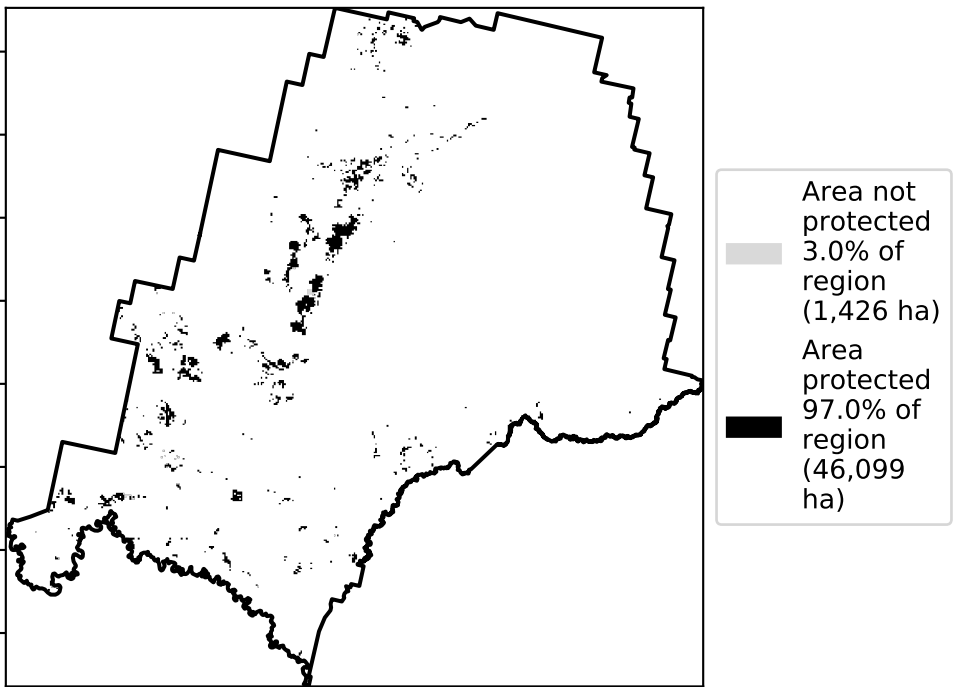 Area not
protected
3.0% of
region
(1,426 ha)
Area
protected
97.0% of
region
(46,099
ha)